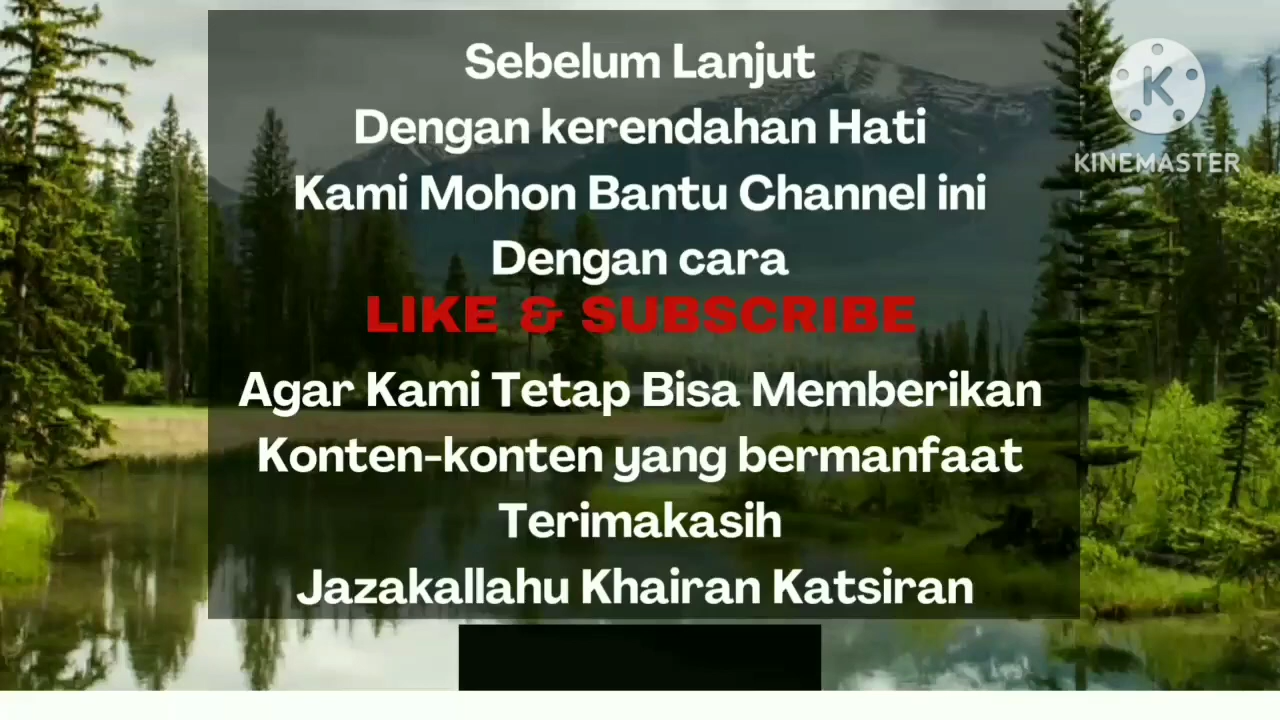 Sebelum Lanjut
Dengan kerendahan Hati
Kami Mohon Bantu Channel ini
Dengan cara
LIKE & SUBSCRIBE
Agar Kami Tetap Bisa Memberikan
Konten-konten yang bermanfaat
Terimakasih
Jazakallahu Khairan Katsiran
K
KINEMASTER